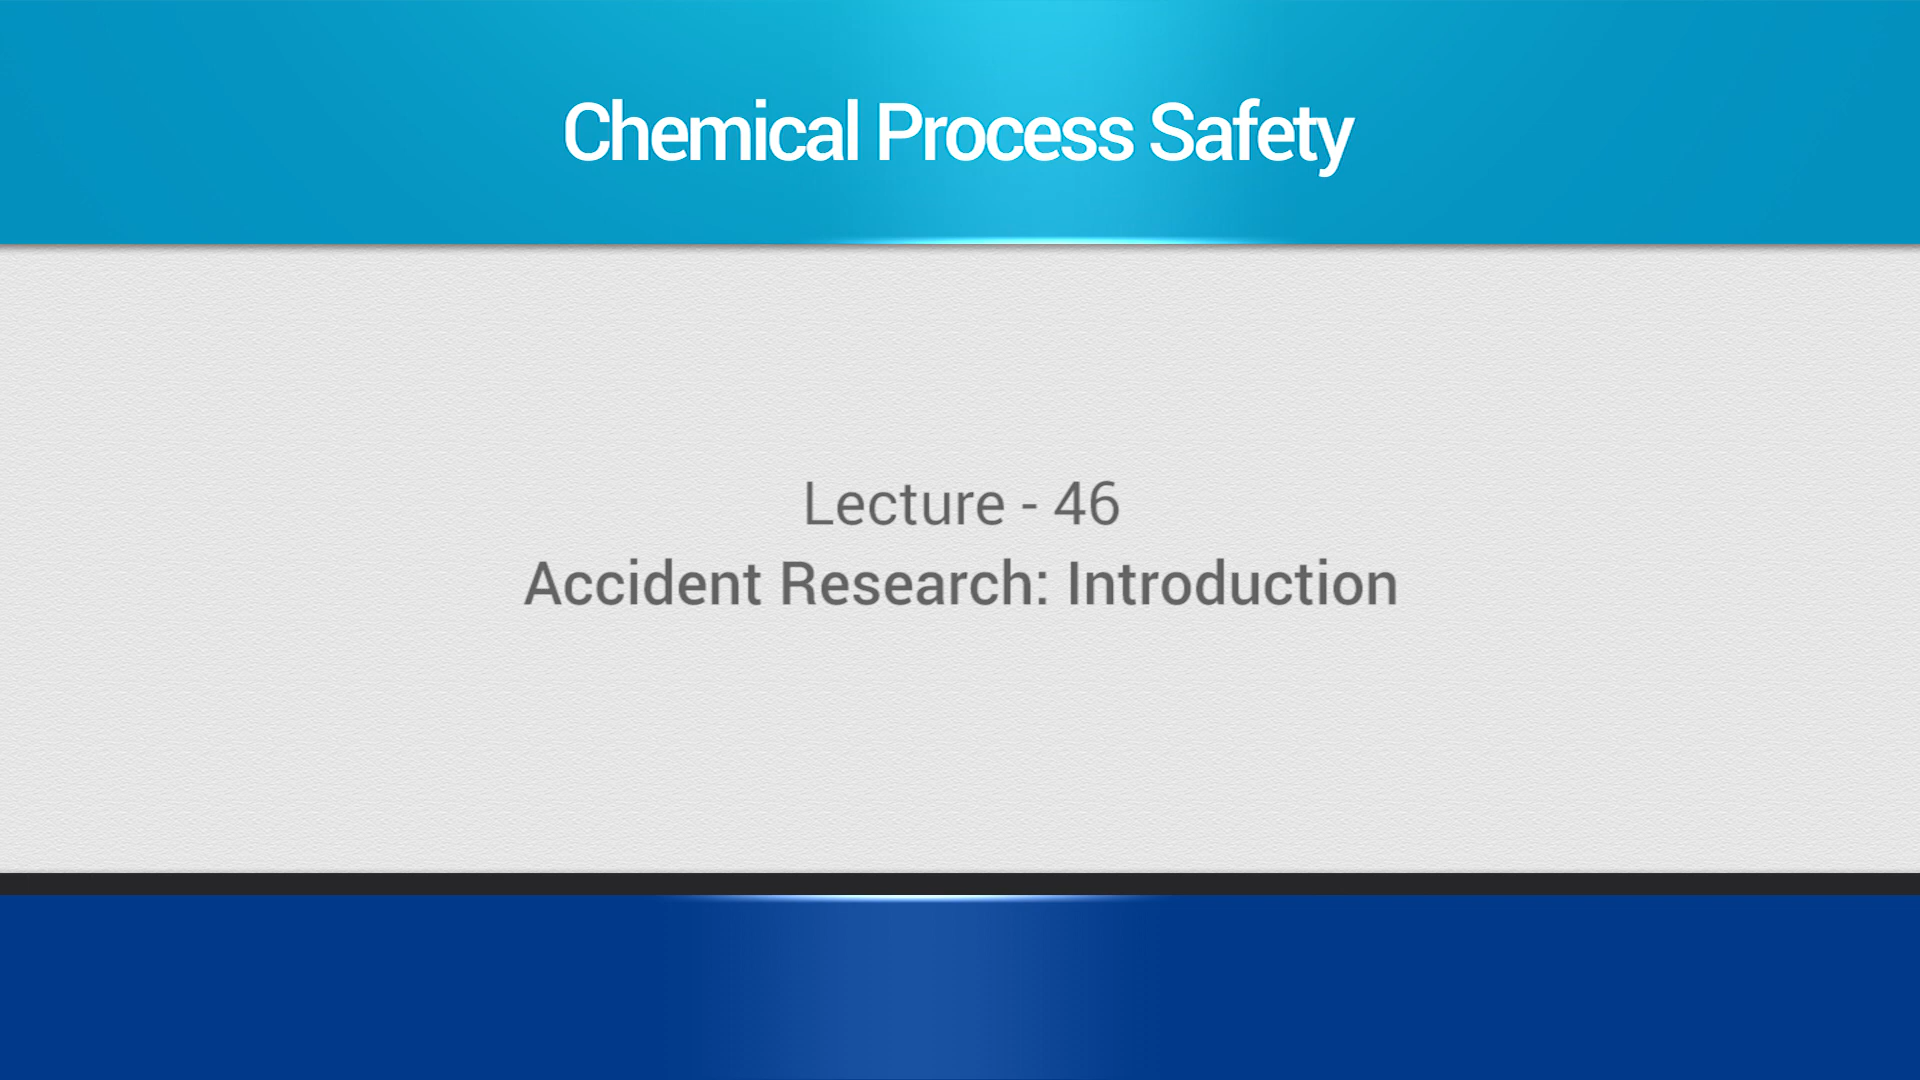 Chemical Process Safety
Lecture - 46
Accident Research: Introduction